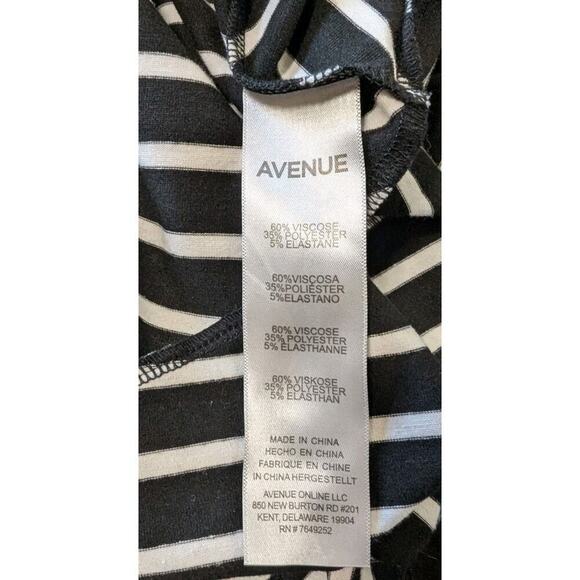 AVENUE
60% VISCOSE
35% POLYESTER
5% ELASTANE
60%VISCOSA
35%POLIÉSTER
5%ELASTANO
60% VISCOSE
35% POLYESTER
5% ÉLASTHANNE
60% VISKOSE
35% POLYESTER
5% ELASTHAN
MADE IN CHINA
HECHO EN CHINA
FABRIQUE EN CHINE
IN CHINA HERGESTELLT
AVENUE ONLINE LLC
850 NEW BURTON RD #201
KENT, DELAWARE 19904
RN # 7649252